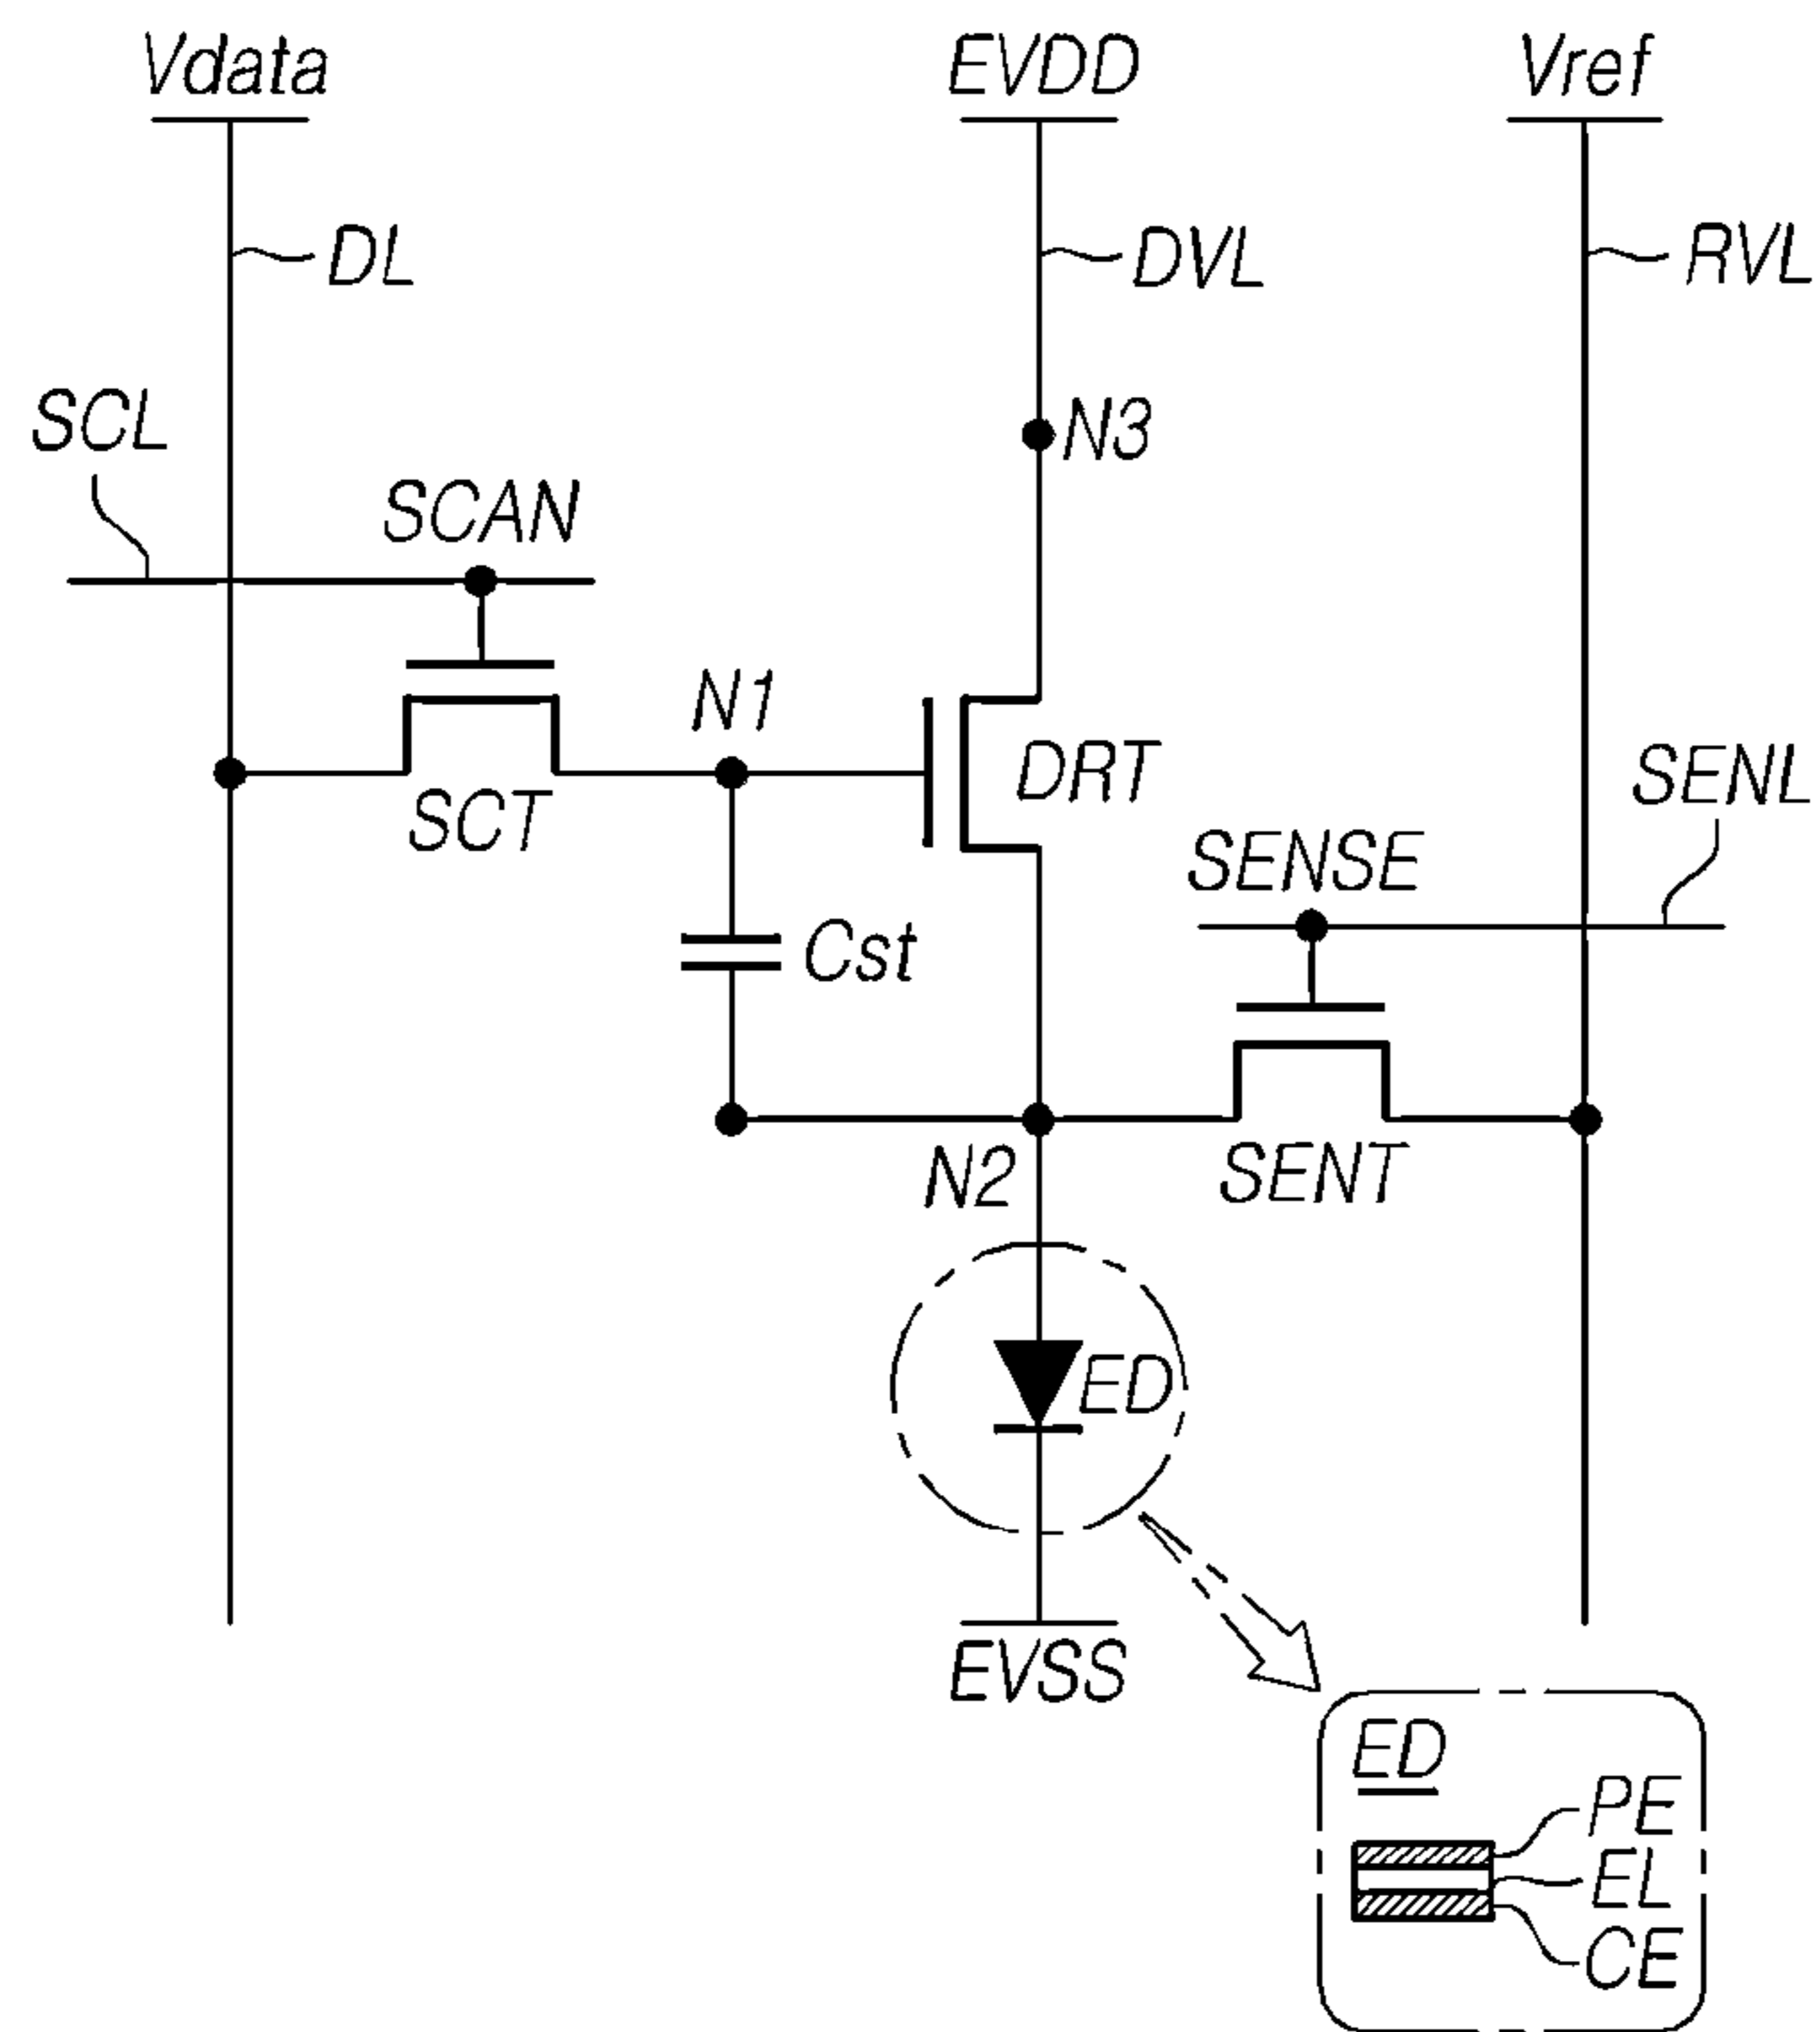 Vdata EVDD Vref
DL DVL RVL
SCL N3
SCAN
N1
DRT SENL
SCT
SENSE
Cst
N2 SENT
ED
EVSS
ED
PE
EL
CE